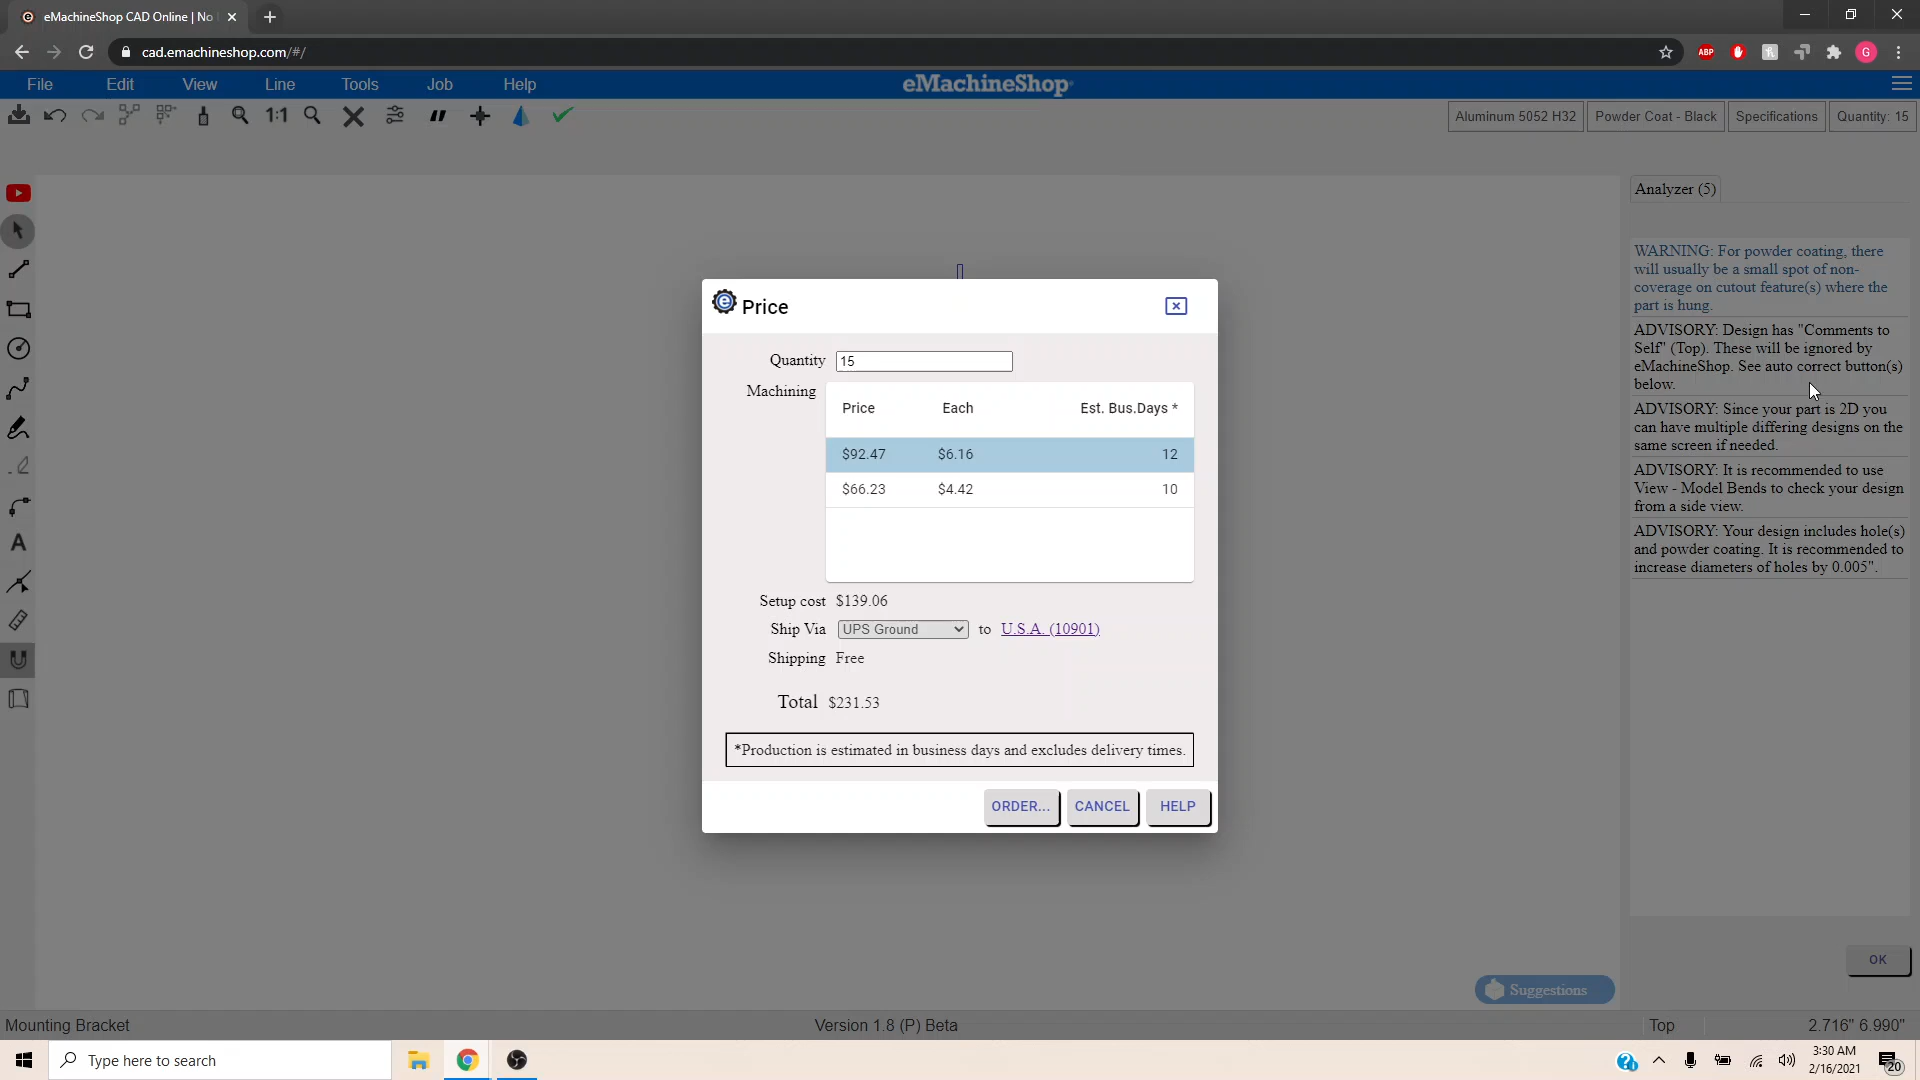 eMachineShop CAD Online | No
cad.emachineshop.com/#/
ABP
G
File Edit View Line Tools Job Help
eMachineShop
1:1
Aluminum 5052 H32
Powder Coat - Black
Specifications
Quantity: 15
Analyzer (5)
WARNING: For powder coating, there
will usually be a small spot of non-
coverage on cutout feature(s) where the
part is hung.
ADVISORY: Design has "Comments to
Self" (Top). These will be ignored by
eMachineShop. See auto correct button(s)
below.
ADVISORY: Since your part is 2D you
can have multiple differing designs on the
same screen if needed.
ADVISORY: It is recommended to use
View - Model Bends to check your design
from a side view.
ADVISORY: Your design includes hole(s)
and powder coating. It is recommended to
increase diameters of holes by 0.005".
OK
Price
Quantity 15
Machining
Price Each Est. Bus.Days *
$92.47 $6.16 12
$66.23 $4.42 10
Setup cost $139.06
Ship Via UPS Ground to U.S.A. (10901)
Shipping Free
Total $231.53
*Production is estimated in business days and excludes delivery times.
ORDER... CANCEL HELP
A
Suggestions
Mounting Bracket
Version 1.8 (P) Beta
Top
2.716" 6.990"
Type here to search
3:30 AM
2/16/2021
20